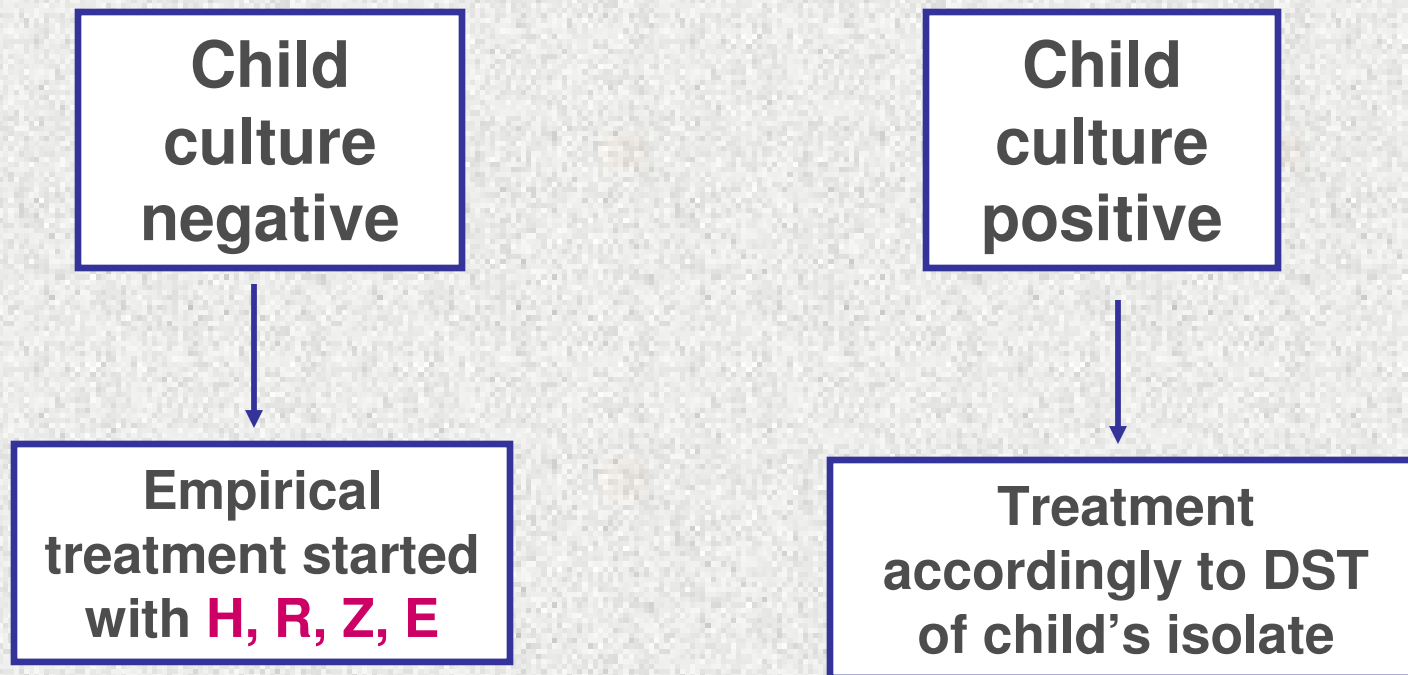 Child
culture
negative
Empirical
treatment started
with H, R, Z, E
Child
culture
positive
Treatment
accordingly to DST
of child's isolate